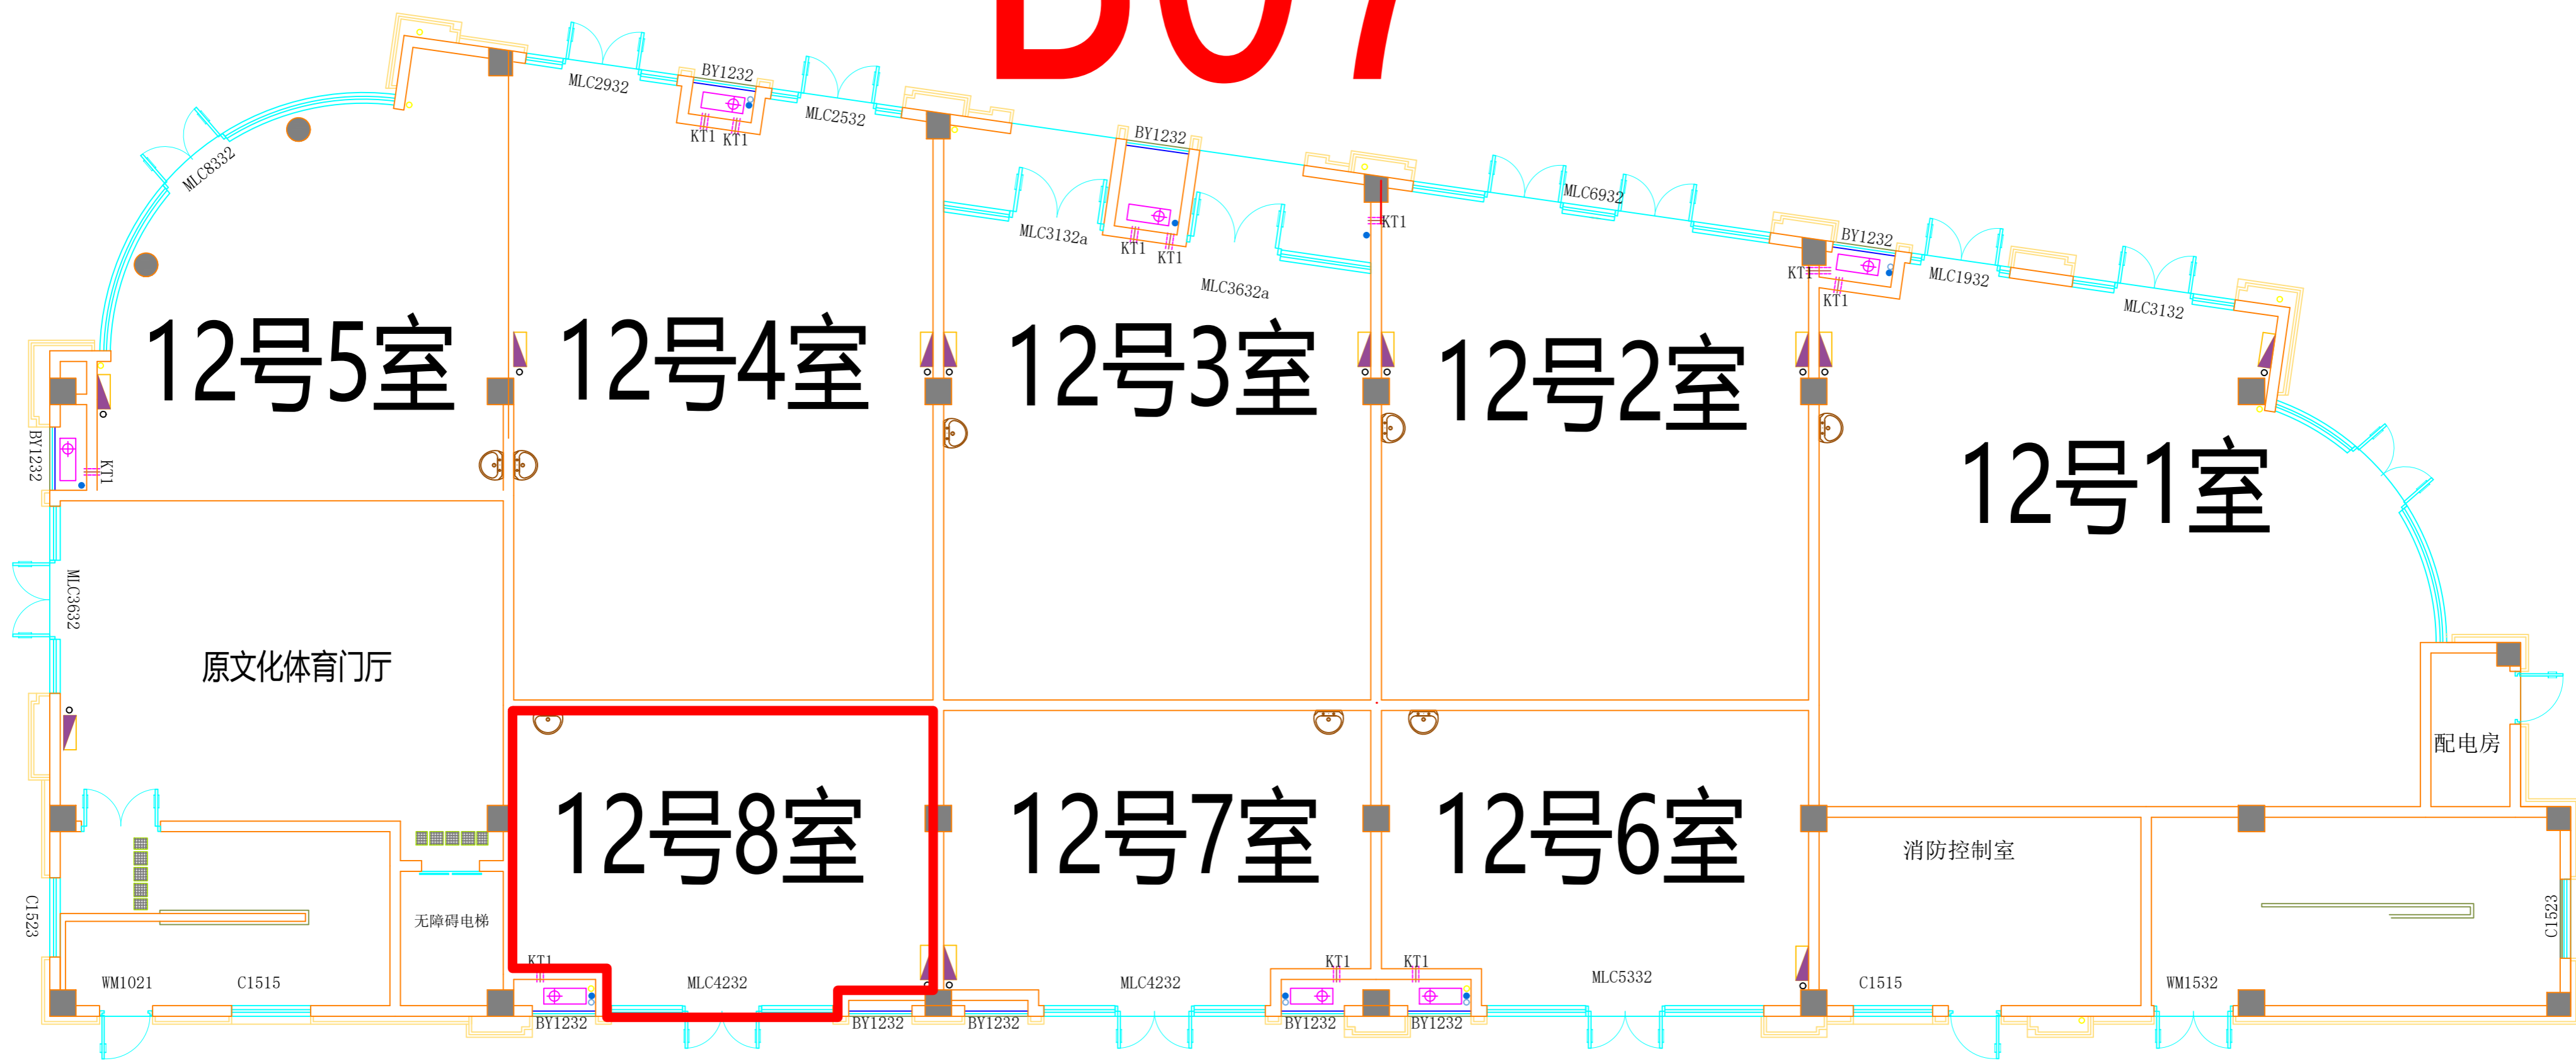 B07
MLC2932
BY1232
KT1
KT1
MLC2532
BY1232
MLC3132a
KT1
KT1
MLC3632a
KT1
MLC6932
BY1232
KT1
KT1
MLC1932
MLC3132
MLC8332
12号5室
12号4室
12号3室
12号2室
12号1室
BY1232
KT1
MLC3632
原文化体育门厅
配电房
12号8室
12号7室
12号6室
消防控制室
无障碍电梯
C1523
C1523
WM1021
C1515
KT1
MLC4232
MLC4232
KT1
KT1
MLC5332
C1515
WM1532
BY1232
BY1232
BY1232
BY1232
BY1232